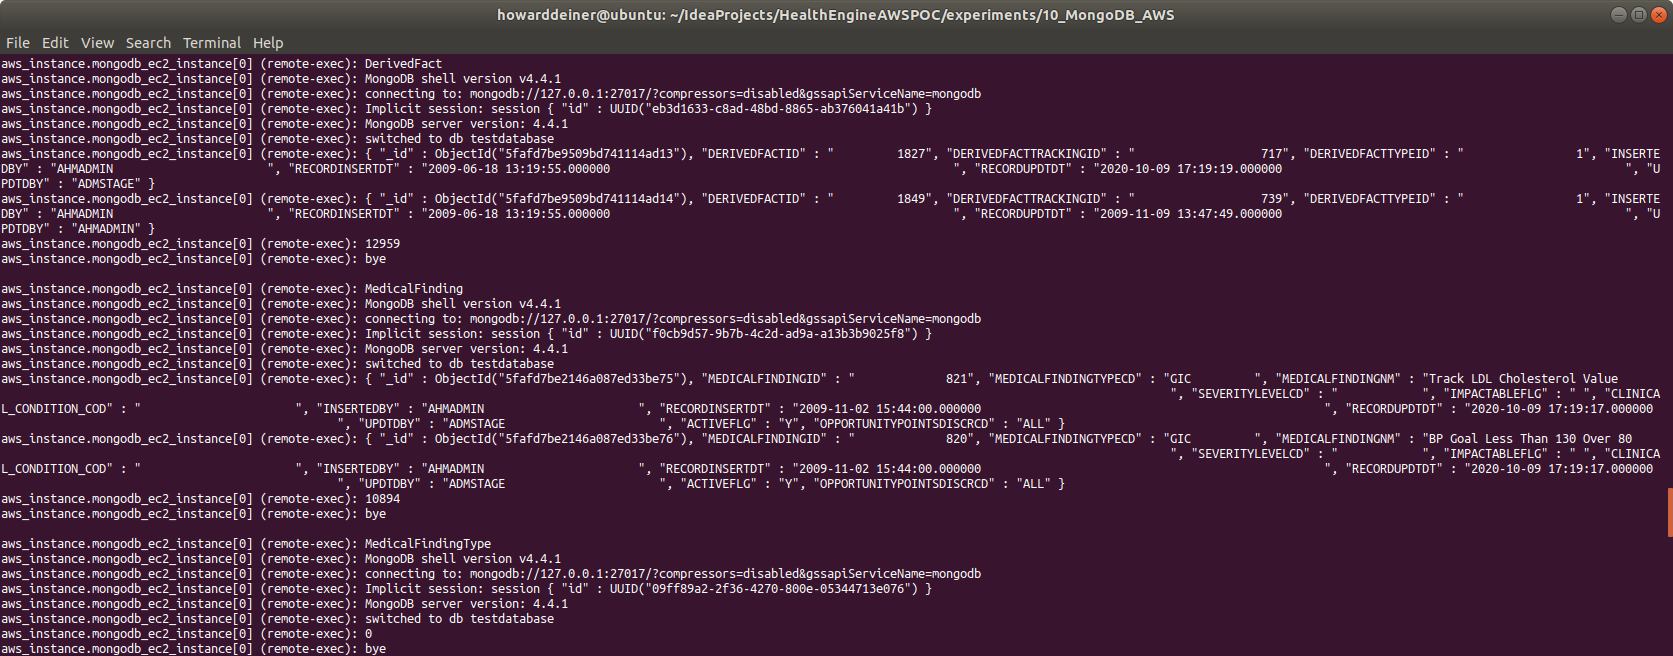 howarddeiner@ubuntu: ~/IdeaProjects/HealthEngineAWSPOC/experiments/10_MongoDB_AWS
File Edit View Search Terminal Help
aws_instance.mongodb_ec2_instance[0] (remote-exec): DerivedFact
aws_instance.mongodb_ec2_instance[0] (remote-exec): MongoDB shell version v4.4.1
aws_instance.mongodb_ec2_instance[0] (remote-exec): connecting to: mongodb://127.0.0.1:27017/?compressors=disabled&gssapiServiceName=mongodb
aws_instance.mongodb_ec2_instance[0] (remote-exec): Implicit session: session { "id" : UUID("eb3d1633-c8ad-48bd-8865-ab376041a41b") }
aws_instance.mongodb_ec2_instance[0] (remote-exec): MongoDB server version: 4.4.1
aws_instance.mongodb_ec2_instance[0] (remote-exec): switched to db testdatabase
aws_instance.mongodb_ec2_instance[0] (remote-exec): { "_id" : ObjectId("5fafd7be9509bd741114ad13"), "DERIVEDFACTID" : "         1827", "DERIVEDFACTTRACKINGID" : "                  717", "DERIVEDFACTTYPEID" : "                1", "INSERTE
DBY" : "AHMADMIN                      ", "RECORDINSERTDT" : "2009-06-18 13:19:55.000000                                                 ", "RECORDUPDTDT" : "2020-10-09 17:19:19.000000                                                 ", "U
PDTDBY" : "ADMSTAGE" }
aws_instance.mongodb_ec2_instance[0] (remote-exec): { "_id" : ObjectId("5fafd7be9509bd741114ad14"), "DERIVEDFACTID" : "         1849", "DERIVEDFACTTRACKINGID" : "                  739", "DERIVEDFACTTYPEID" : "                1", "INSERTE
DBY" : "AHMADMIN                      ", "RECORDINSERTDT" : "2009-06-18 13:19:55.000000                                                 ", "RECORDUPDTDT" : "2009-11-09 13:47:49.000000                                                 ", "U
PDTDBY" : "AHMADMIN" }
aws_instance.mongodb_ec2_instance[0] (remote-exec): 12959
aws_instance.mongodb_ec2_instance[0] (remote-exec): bye
aws_instance.mongodb_ec2_instance[0] (remote-exec): MedicalFinding
aws_instance.mongodb_ec2_instance[0] (remote-exec): MongoDB shell version v4.4.1
aws_instance.mongodb_ec2_instance[0] (remote-exec): connecting to: mongodb://127.0.0.1:27017/?compressors=disabled&gssapiServiceName=mongodb
aws_instance.mongodb_ec2_instance[0] (remote-exec): Implicit session: session { "id" : UUID("f0cb9d57-9b7b-4c2d-ad9a-a13b3b9025f8") }
aws_instance.mongodb_ec2_instance[0] (remote-exec): MongoDB server version: 4.4.1
aws_instance.mongodb_ec2_instance[0] (remote-exec): switched to db testdatabase
aws_instance.mongodb_ec2_instance[0] (remote-exec): { "_id" : ObjectId("5fafd7be2146a087ed33be75"), "MEDICALFINDINGID" : "             821", "MEDICALFINDINGTYPECD" : "GIC         ", "MEDICALFINDINGNM" : "Track LDL Cholesterol Value
", "SEVERITYLEVELCD" : "            ", "IMPACTABLEFLG" : " ", "CLINICA
L_CONDITION_COD" : "                      ", "INSERTEDBY" : "AHMADMIN                      ", "RECORDINSERTDT" : "2009-11-02 15:44:00.000000                                                 ", "RECORDUPDTDT" : "2020-10-09 17:19:17.000000
", "UPDTDBY" : "ADMSTAGE                      ", "ACTIVEFLG" : "Y", "OPPORTUNITYPOINTSDISCRCD" : "ALL" }
aws_instance.mongodb_ec2_instance[0] (remote-exec): { "_id" : ObjectId("5fafd7be2146a087ed33be76"), "MEDICALFINDINGID" : "             820", "MEDICALFINDINGTYPECD" : "GIC         ", "MEDICALFINDINGNM" : "BP Goal Less Than 130 Over 80
", "SEVERITYLEVELCD" : "            ", "IMPACTABLEFLG" : " ", "CLINICA
L_CONDITION_COD" : "                      ", "INSERTEDBY" : "AHMADMIN                      ", "RECORDINSERTDT" : "2009-11-02 15:44:00.000000                                                 ", "RECORDUPDTDT" : "2020-10-09 17:19:17.000000
", "UPDTDBY" : "ADMSTAGE                      ", "ACTIVEFLG" : "Y", "OPPORTUNITYPOINTSDISCRCD" : "ALL" }
aws_instance.mongodb_ec2_instance[0] (remote-exec): 10894
aws_instance.mongodb_ec2_instance[0] (remote-exec): bye
aws_instance.mongodb_ec2_instance[0] (remote-exec): MedicalFindingType
aws_instance.mongodb_ec2_instance[0] (remote-exec): MongoDB shell version v4.4.1
aws_instance.mongodb_ec2_instance[0] (remote-exec): connecting to: mongodb://127.0.0.1:27017/?compressors=disabled&gssapiServiceName=mongodb
aws_instance.mongodb_ec2_instance[0] (remote-exec): Implicit session: session { "id" : UUID("09ff89a2-2f36-4270-800e-05344713e076") }
aws_instance.mongodb_ec2_instance[0] (remote-exec): MongoDB server version: 4.4.1
aws_instance.mongodb_ec2_instance[0] (remote-exec): switched to db testdatabase
aws_instance.mongodb_ec2_instance[0] (remote-exec): 0
aws_instance.mongodb_ec2_instance[0] (remote-exec): bye